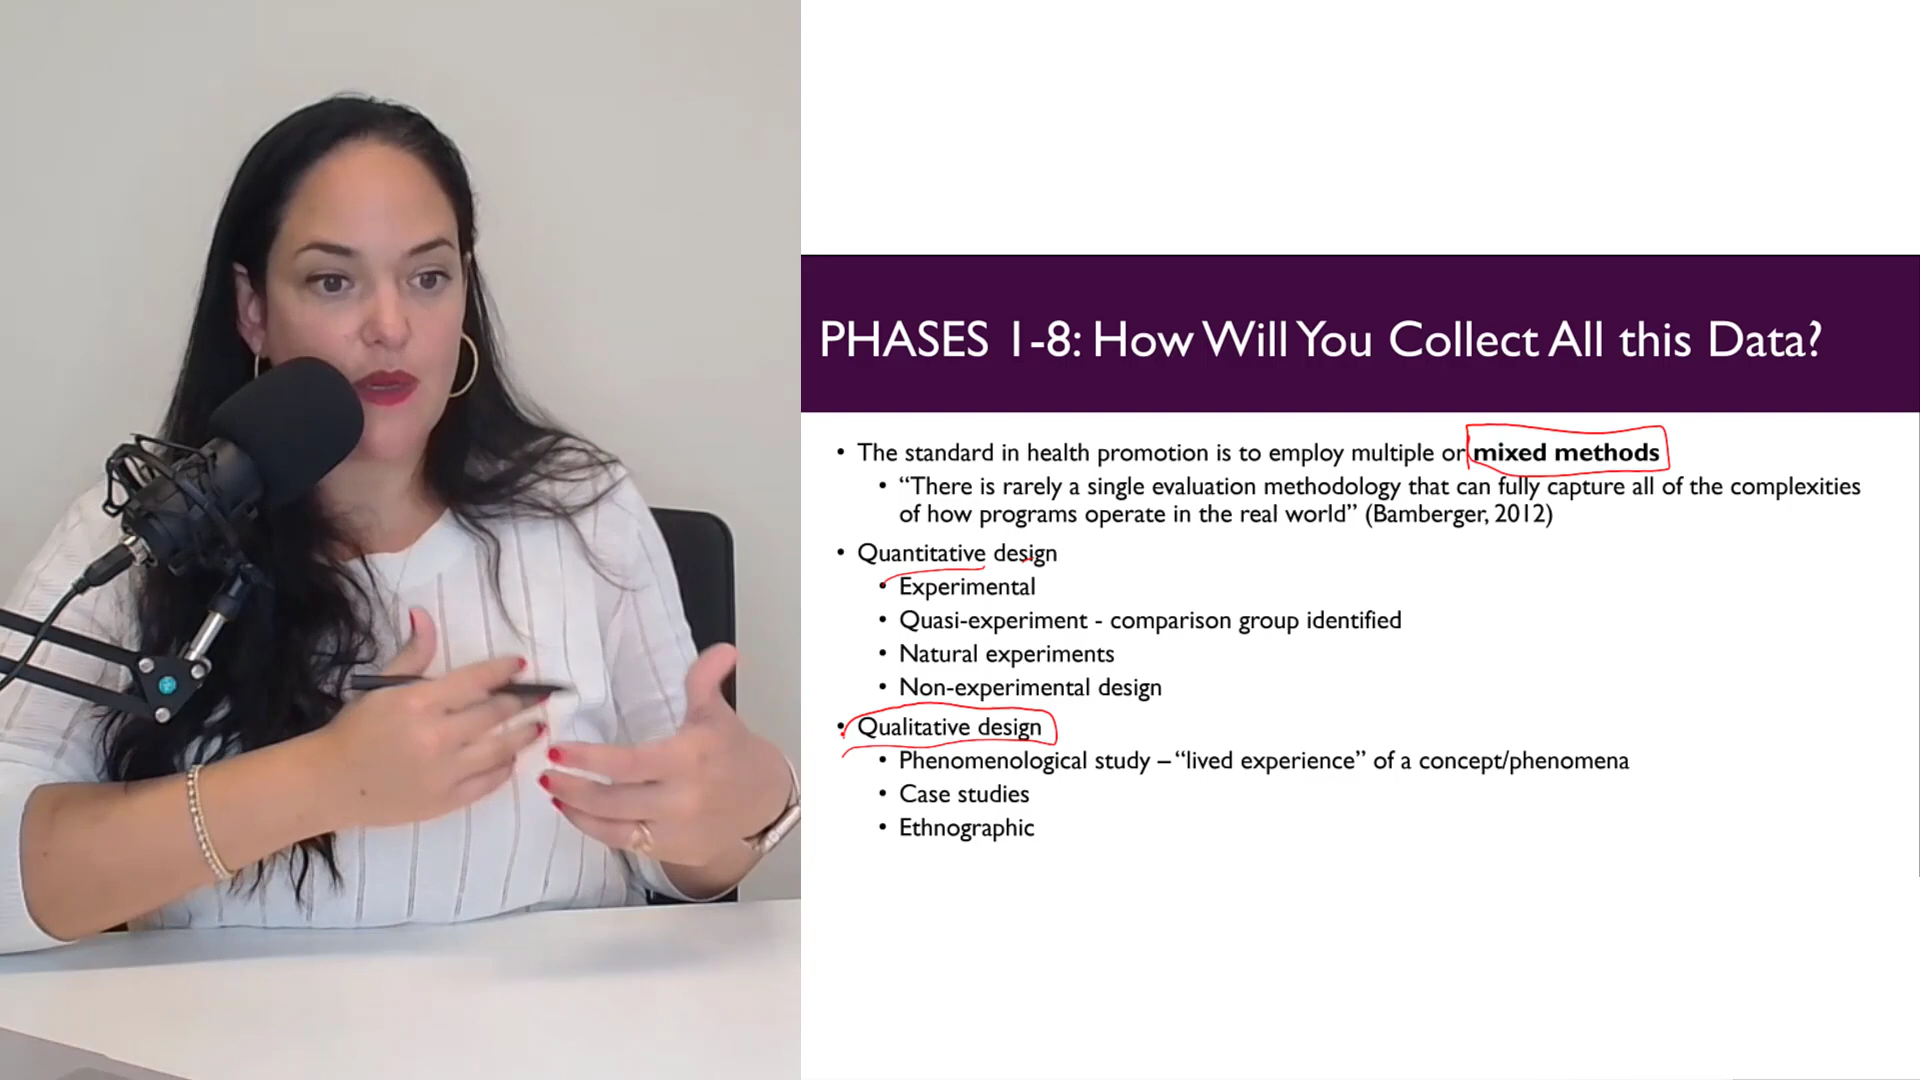 PHASES 1-8: How Will You Collect All this Data?
• The standard in health promotion is to employ multiple or mixed methods
• “There is rarely a single evaluation methodology that can fully capture all of the complexities
of how programs operate in the real world” (Bamberger, 2012)
• Quantitative design
• Experimental
• Quasi-experiment - comparison group identified
• Natural experiments
• Non-experimental design
• Qualitative design
• Phenomenological study – “lived experience” of a concept/phenomena
• Case studies
• Ethnographic